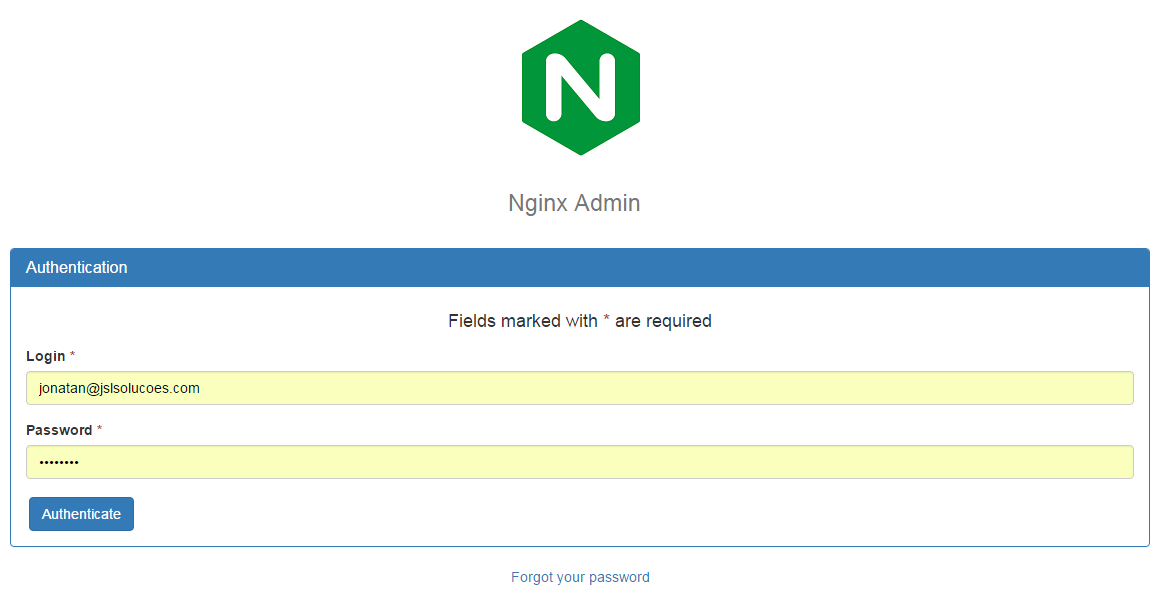 N
Nginx Admin
Authentication
Fields marked with * are required
Login *
jonatan@jslsolucoes.com
Password *
••••••••
Authenticate
Forgot your password